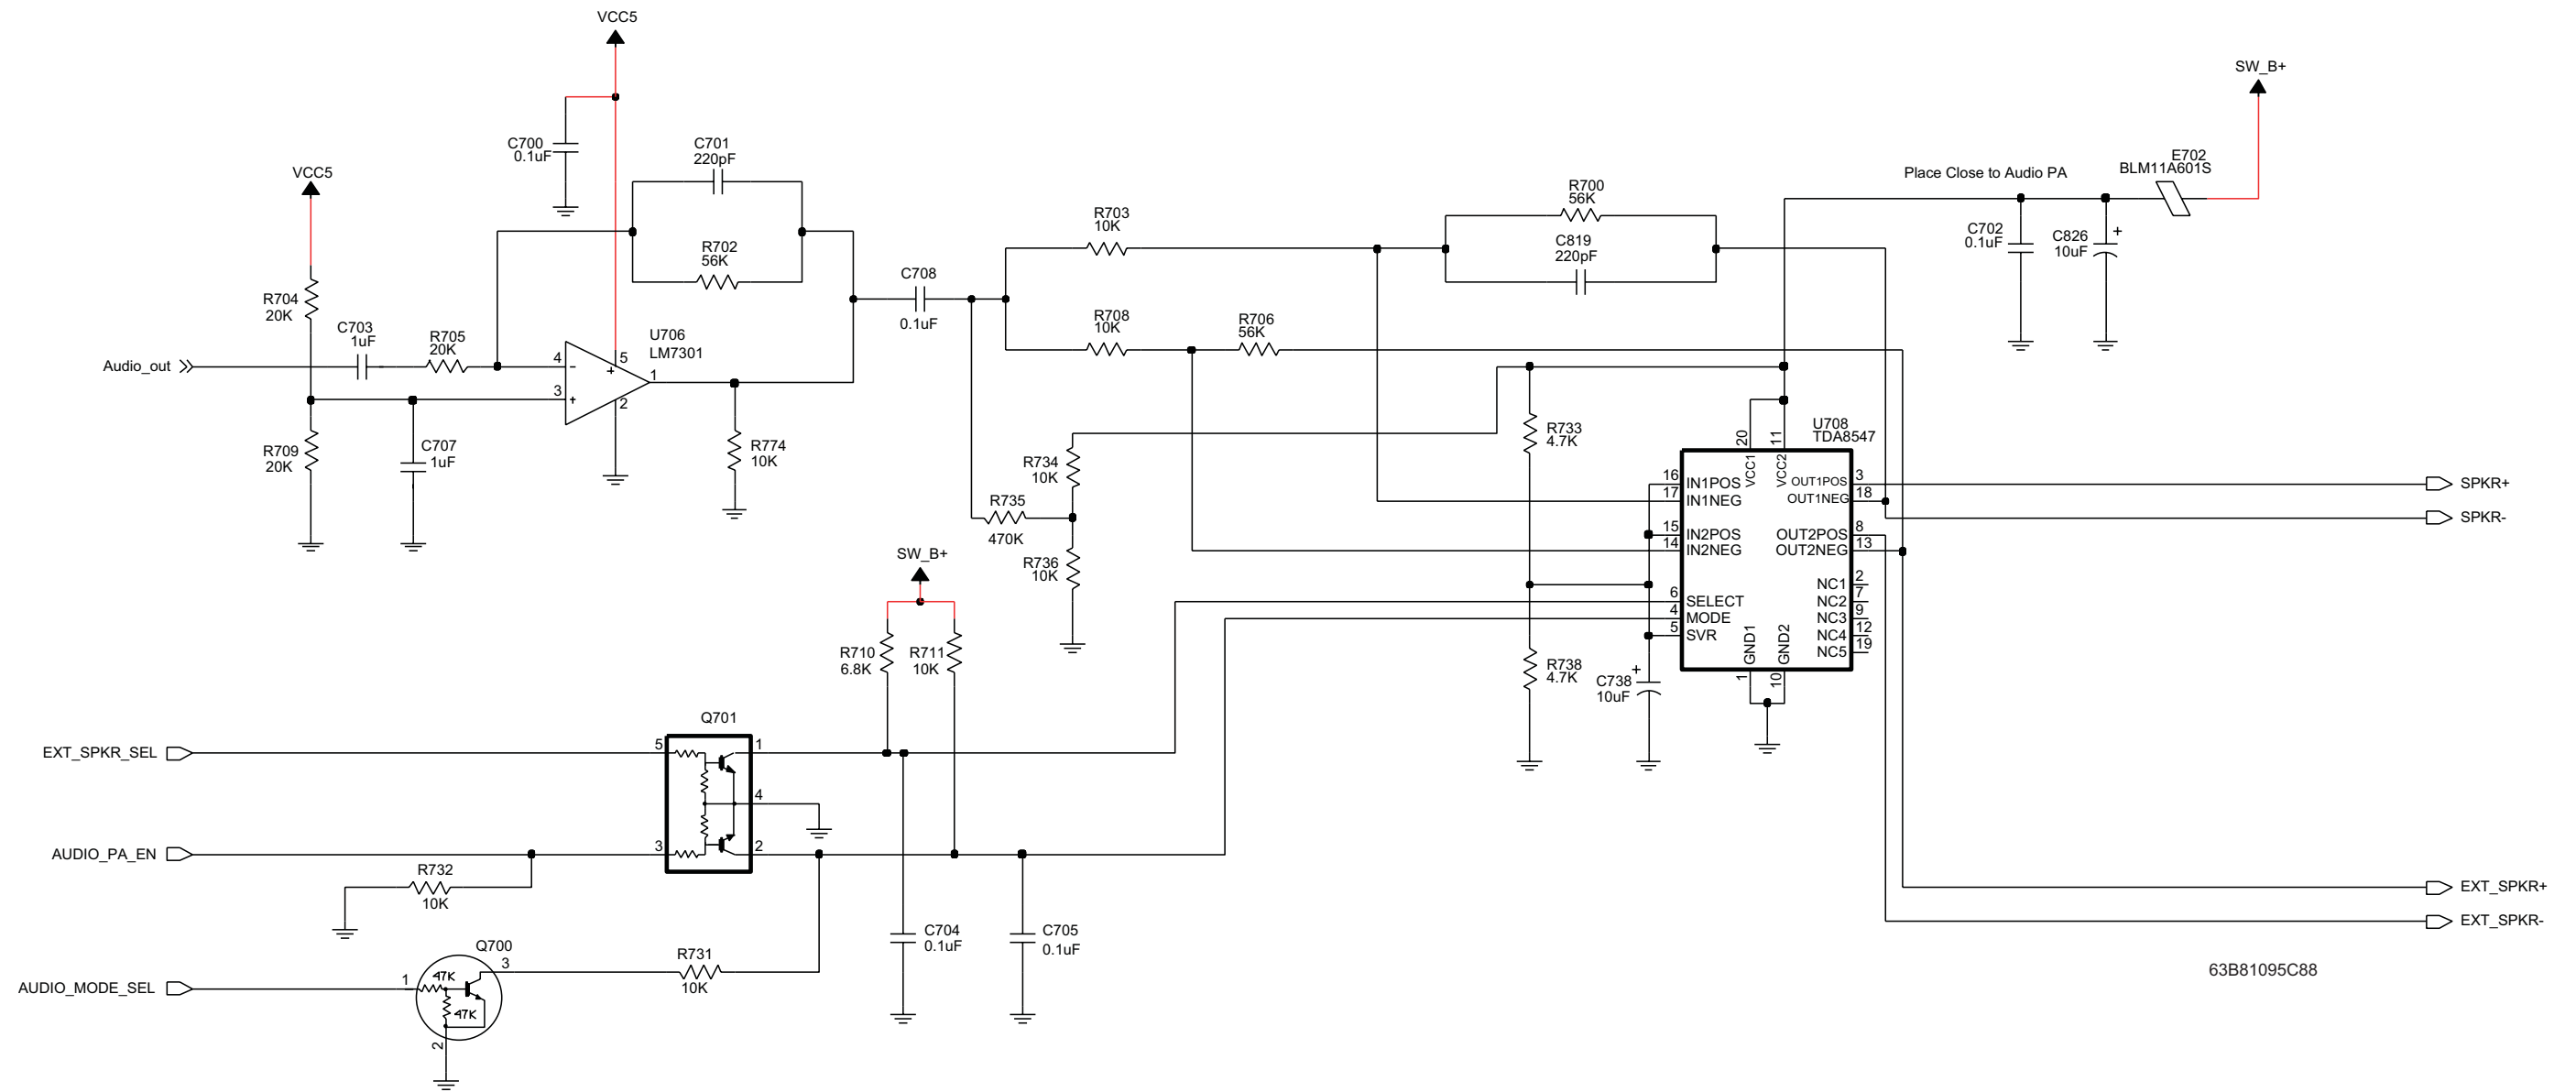 VCC5
SW_B+
C700
0.1uF
C701
220pF
VCC5
E702
BLM11A601S
Place Close to Audio PA
R702
56K
R703
10K
R700
56K
C819
220pF
C702
0.1uF
C826
10uF
+
R704
20K
C703
1uF
R705
20K
Audio_out
4
-
3
+
5
+
2
1
U706
LM7301
C708
0.1uF
R708
10K
R706
56K
R709
20K
C707
1uF
R774
10K
R734
10K
R735
470K
R736
10K
R733
4.7K
R738
4.7K
C738
10uF
+
U708
TDA8547
20
11
VCC1
VCC2
16
IN1POS
17
IN1NEG
15
IN2POS
14
IN2NEG
6
SELECT
4
MODE
5
SVR
OUT1POS
3
OUT1NEG
18
OUT2POS
8
OUT2NEG
13
NC1
2
NC2
7
NC3
9
NC4
12
NC5
19
GND1
GND2
1
10
SPKR+
SPKR-
SW_B+
R710
6.8K
R711
10K
Q701
EXT_SPKR_SEL
5
1
4
AUDIO_PA_EN
3
2
R732
10K
C704
0.1uF
C705
0.1uF
EXT_SPKR+
EXT_SPKR-
Q700
AUDIO_MODE_SEL
1
47K
47K
3
2
R731
10K
63B81095C88